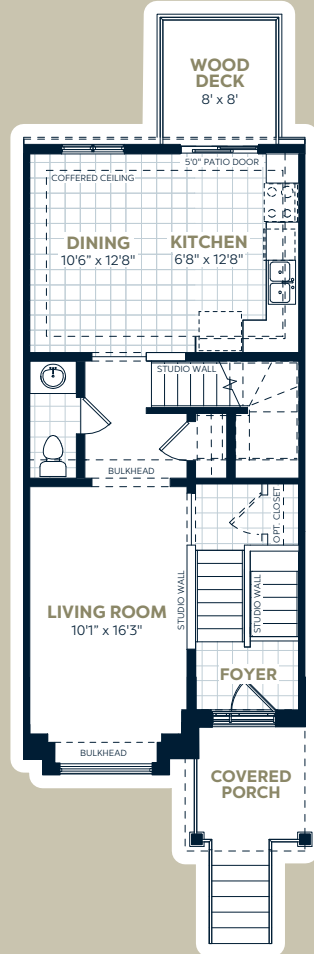 WOOD
DECK
8' x 8'
5'0" PATIO DOOR
COFFERED CEILING
DINING
10'6” x 12'8"
KITCHEN
6'8" x 12'8"
STUDIO WALL
BULKHEAD
OPT. CLOSET
STUDIO WALL
STUDIO WALL
LIVING ROOM
10'1” x 16'3"
FOYER
BULKHEAD
COVERED
PORCH